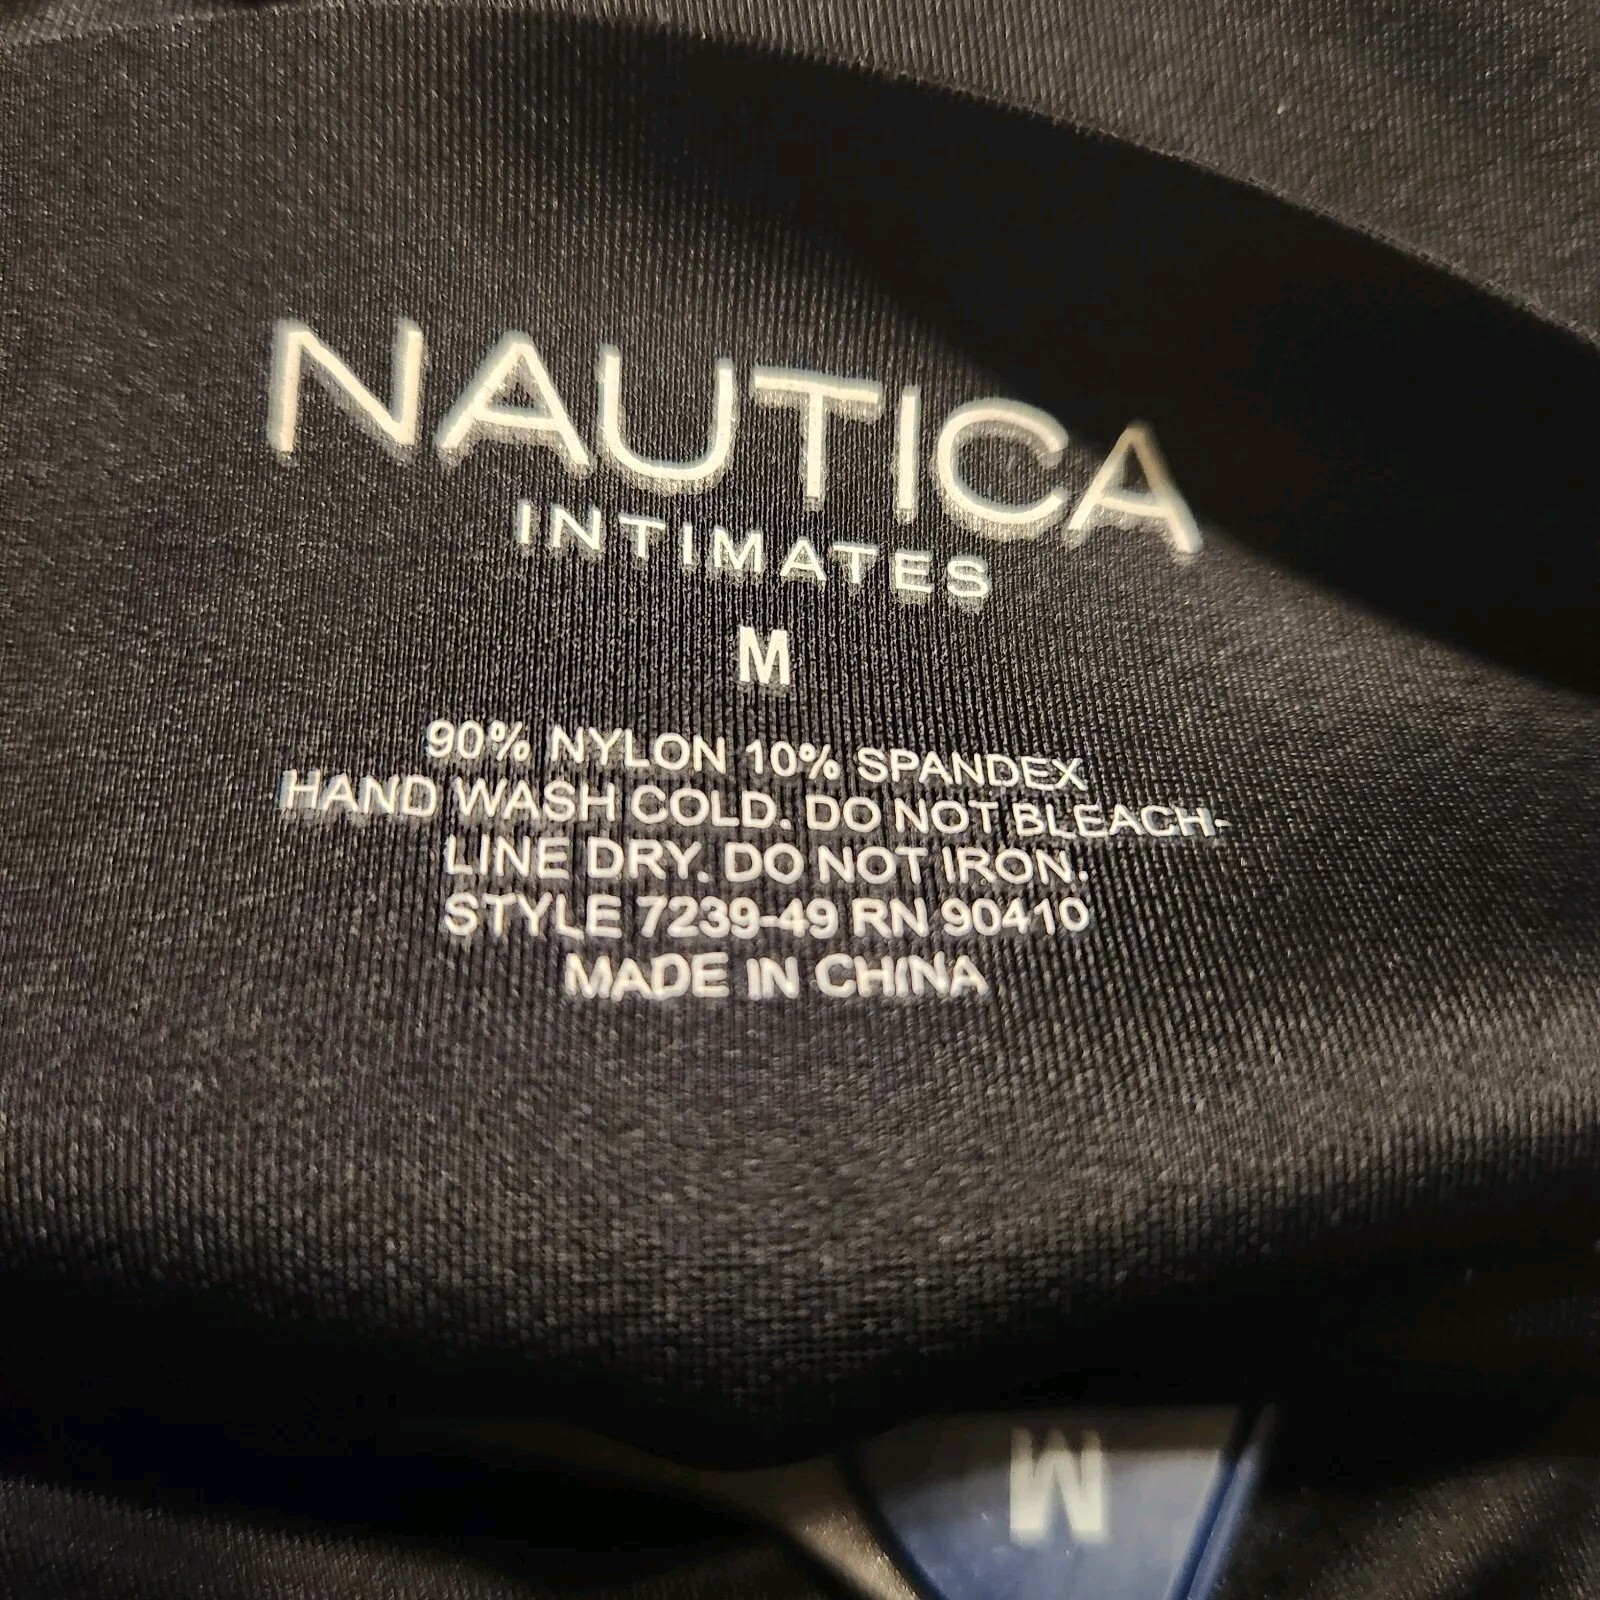 NAUTICA
INTIMATES
M
90% NYLON 10% SPANDEX
HAND WASH COLD. DO NOT BLEACH-
LINE DRY. DO NOT IRON.
STYLE 7239-49 RN 90410
MADE IN CHINA
M